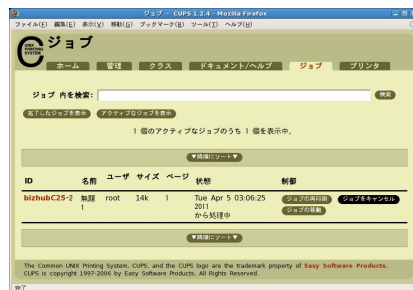 ジョブ - CUPS 1.2.4 - Mozilla Firefox
ファイル(F) 編集(E) 表示(V) 移動(G) ブックマーク(B) ツール(T) ヘルプ(H)
UNIX PRINTING SYSTEM
ジョブ
ホーム 管理 クラス ドキュメント/ヘルプ ジョブ プリンタ
ジョブ 内を検索: 検索
完了したジョブを表示 アクティブなジョブを表示
1 個のアクティブなジョブのうち 1 個を表示中。
▼降順にソート▼
ID 名前 ユーザ サイズ ページ 状態 制御
bizhubC25-2 無題 1 root 14k 1 Tue Apr 5 03:06:25 2011 から処理中 ジョブの再印刷 ジョブをキャンセル
ジョブの移動
▼降順にソート▼
The Common UNIX Printing System, CUPS, and the CUPS logo are the trademark property of Easy Software Products.
CUPS is copyright 1997-2006 by Easy Software Products, All Rights Reserved.
完了